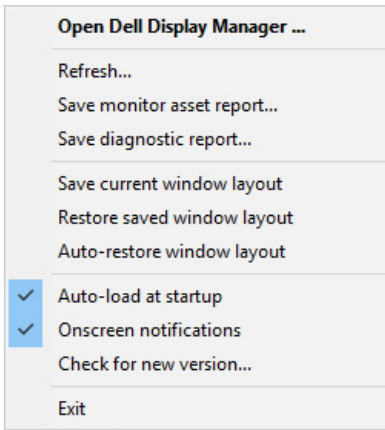 Open Dell Display Manager ...
Refresh...
Save monitor asset report...
Save diagnostic report...
Save current window layout
Restore saved window layout
Auto-restore window layout
Auto-load at startup
Onscreen notifications
Check for new version...
Exit